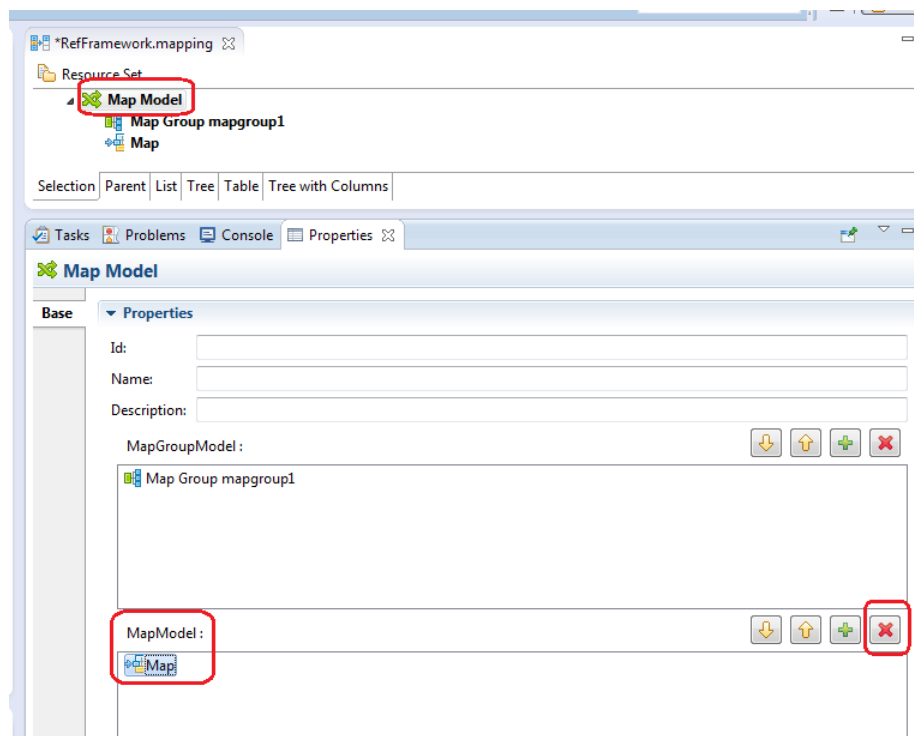 *RefFramework.mapping
Resource Set
Map Model
Map Group mapgroup1
Map
Selection Parent List Tree Table Tree with Columns
Tasks Problems Console Properties
Map Model
Base Properties
Id:
Name:
Description:
MapGroupModel :
Map Group mapgroup1
MapModel :
Map